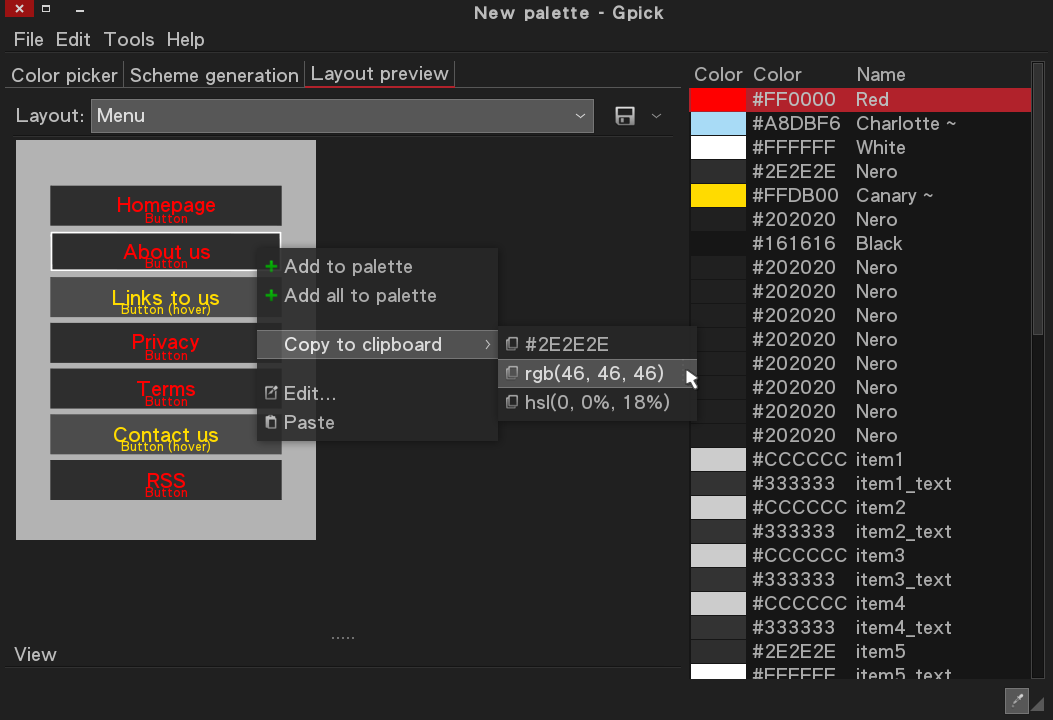 New palette - Gpick
File Edit Tools Help
Color picker Scheme generation Layout preview
Layout: Menu
Homepage
Button
About us
Button
Links to us
Button (hover)
Privacy
Button
Terms
Button
Contact us
Button (hover)
RSS
Button
Add to palette
Add all to palette
Copy to clipboard
Edit...
Paste
#2E2E2E
rgb(46, 46, 46)
hsl(0, 0%, 18%)
View
Color Color Name
#FF0000 Red
#A8DBF6 Charlotte ~
#FFFFFF White
#2E2E2E Nero
#FFDB00 Canary ~
#202020 Nero
#161616 Black
#202020 Nero
#202020 Nero
#202020 Nero
#202020 Nero
#202020 Nero
#202020 Nero
#202020 Nero
#202020 Nero
#CCCCCC item1
#333333 item1_text
#CCCCCC item2
#333333 item2_text
#CCCCCC item3
#333333 item3_text
#CCCCCC item4
#333333 item4_text
#2E2E2E item5
#FFFFFF item5_text